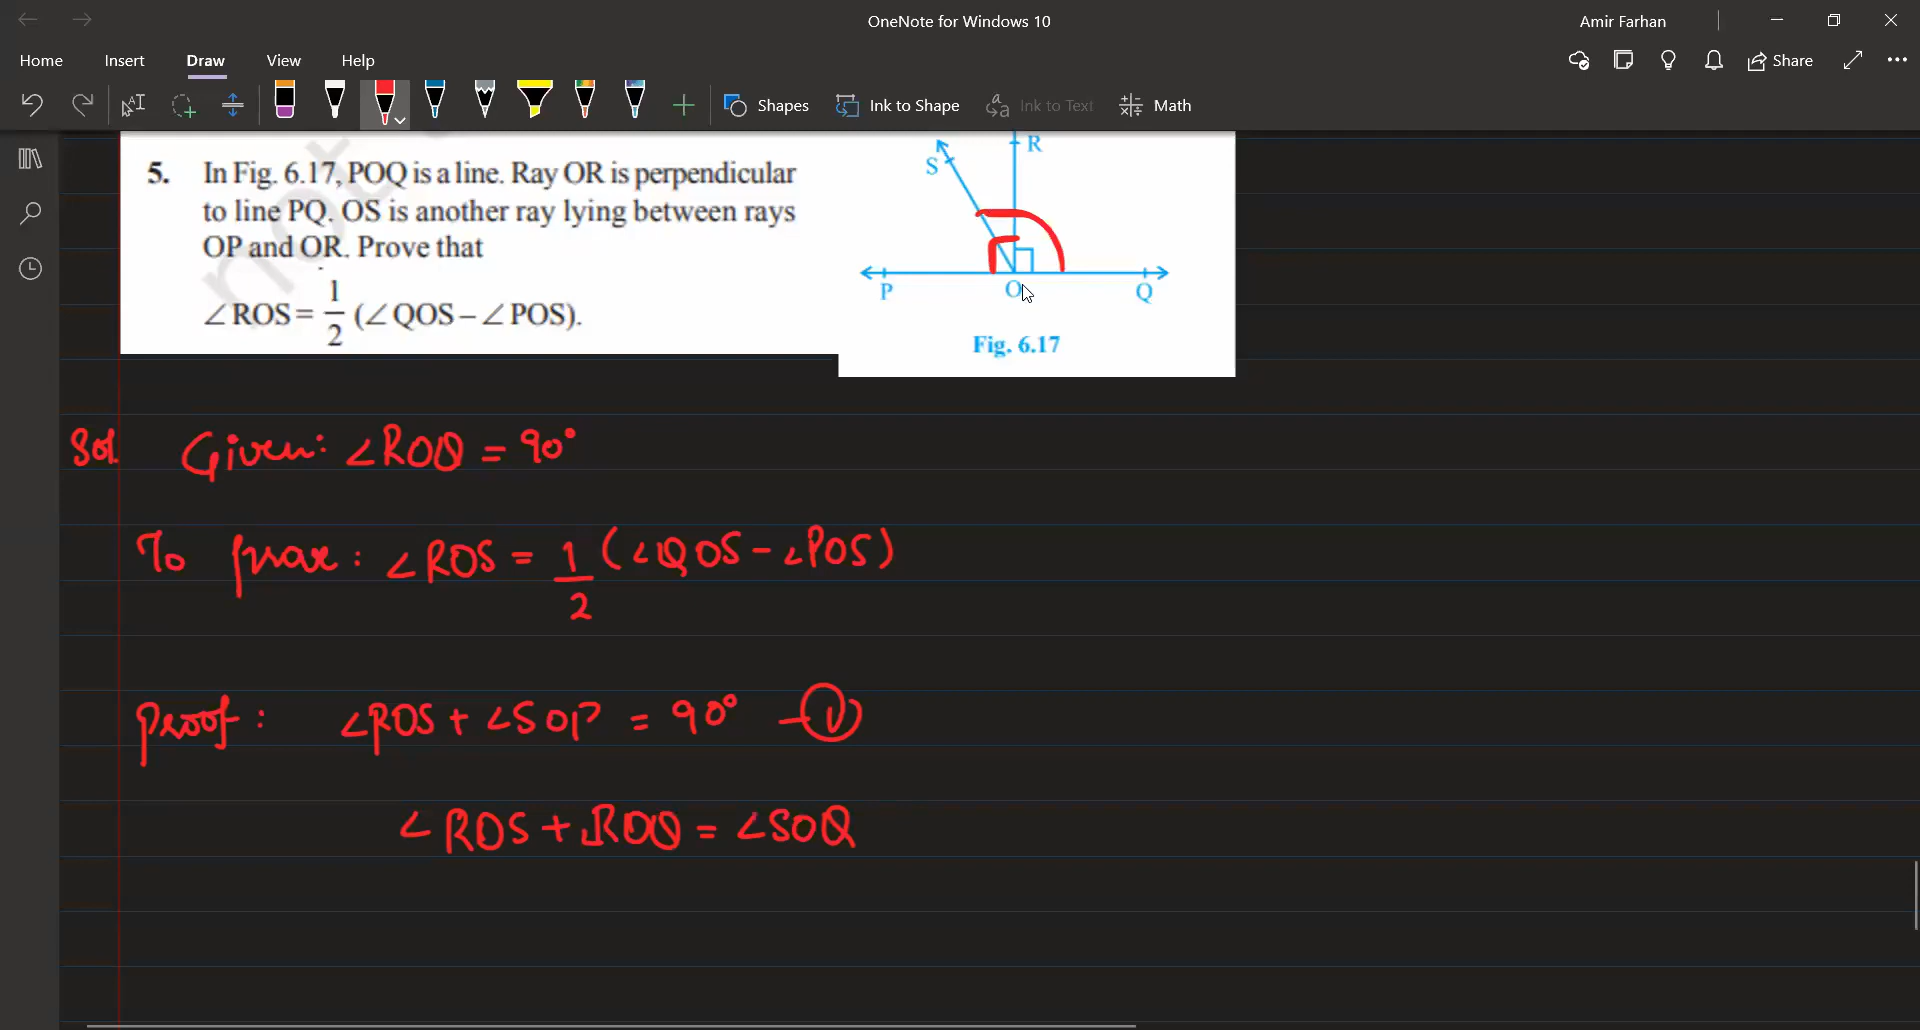 OneNote for Windows 10
Amir Farhan
Home Insert Draw View Help
Share
Shapes Ink to Shape Ink to Text Math
not
5. In Fig. 6.17, POQ is a line. Ray OR is perpendicular
to line PQ. OS is another ray lying between rays
OP and OR. Prove that
∠ROS = 1/2 (∠QOS – ∠POS).
R
S
P O Q
Fig. 6.17
Sol. Given: ∠ROQ = 90°
To prove: ∠ROS = 1/2 (∠QOS - ∠POS)
Proof: ∠ROS + ∠SOP = 90° - (1)
∠ROS + ∠ROQ = ∠SOQ